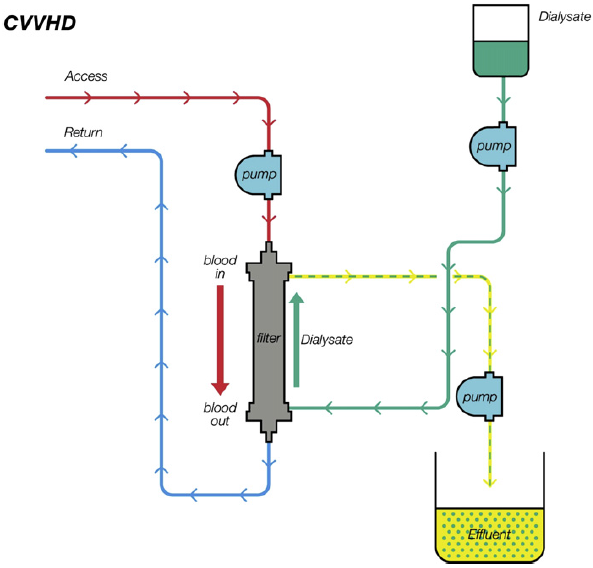 CVVHD
Dialysate
Access
Return
pump
pump
blood
in
filter
Dialysate
blood
out
pump
Effluent